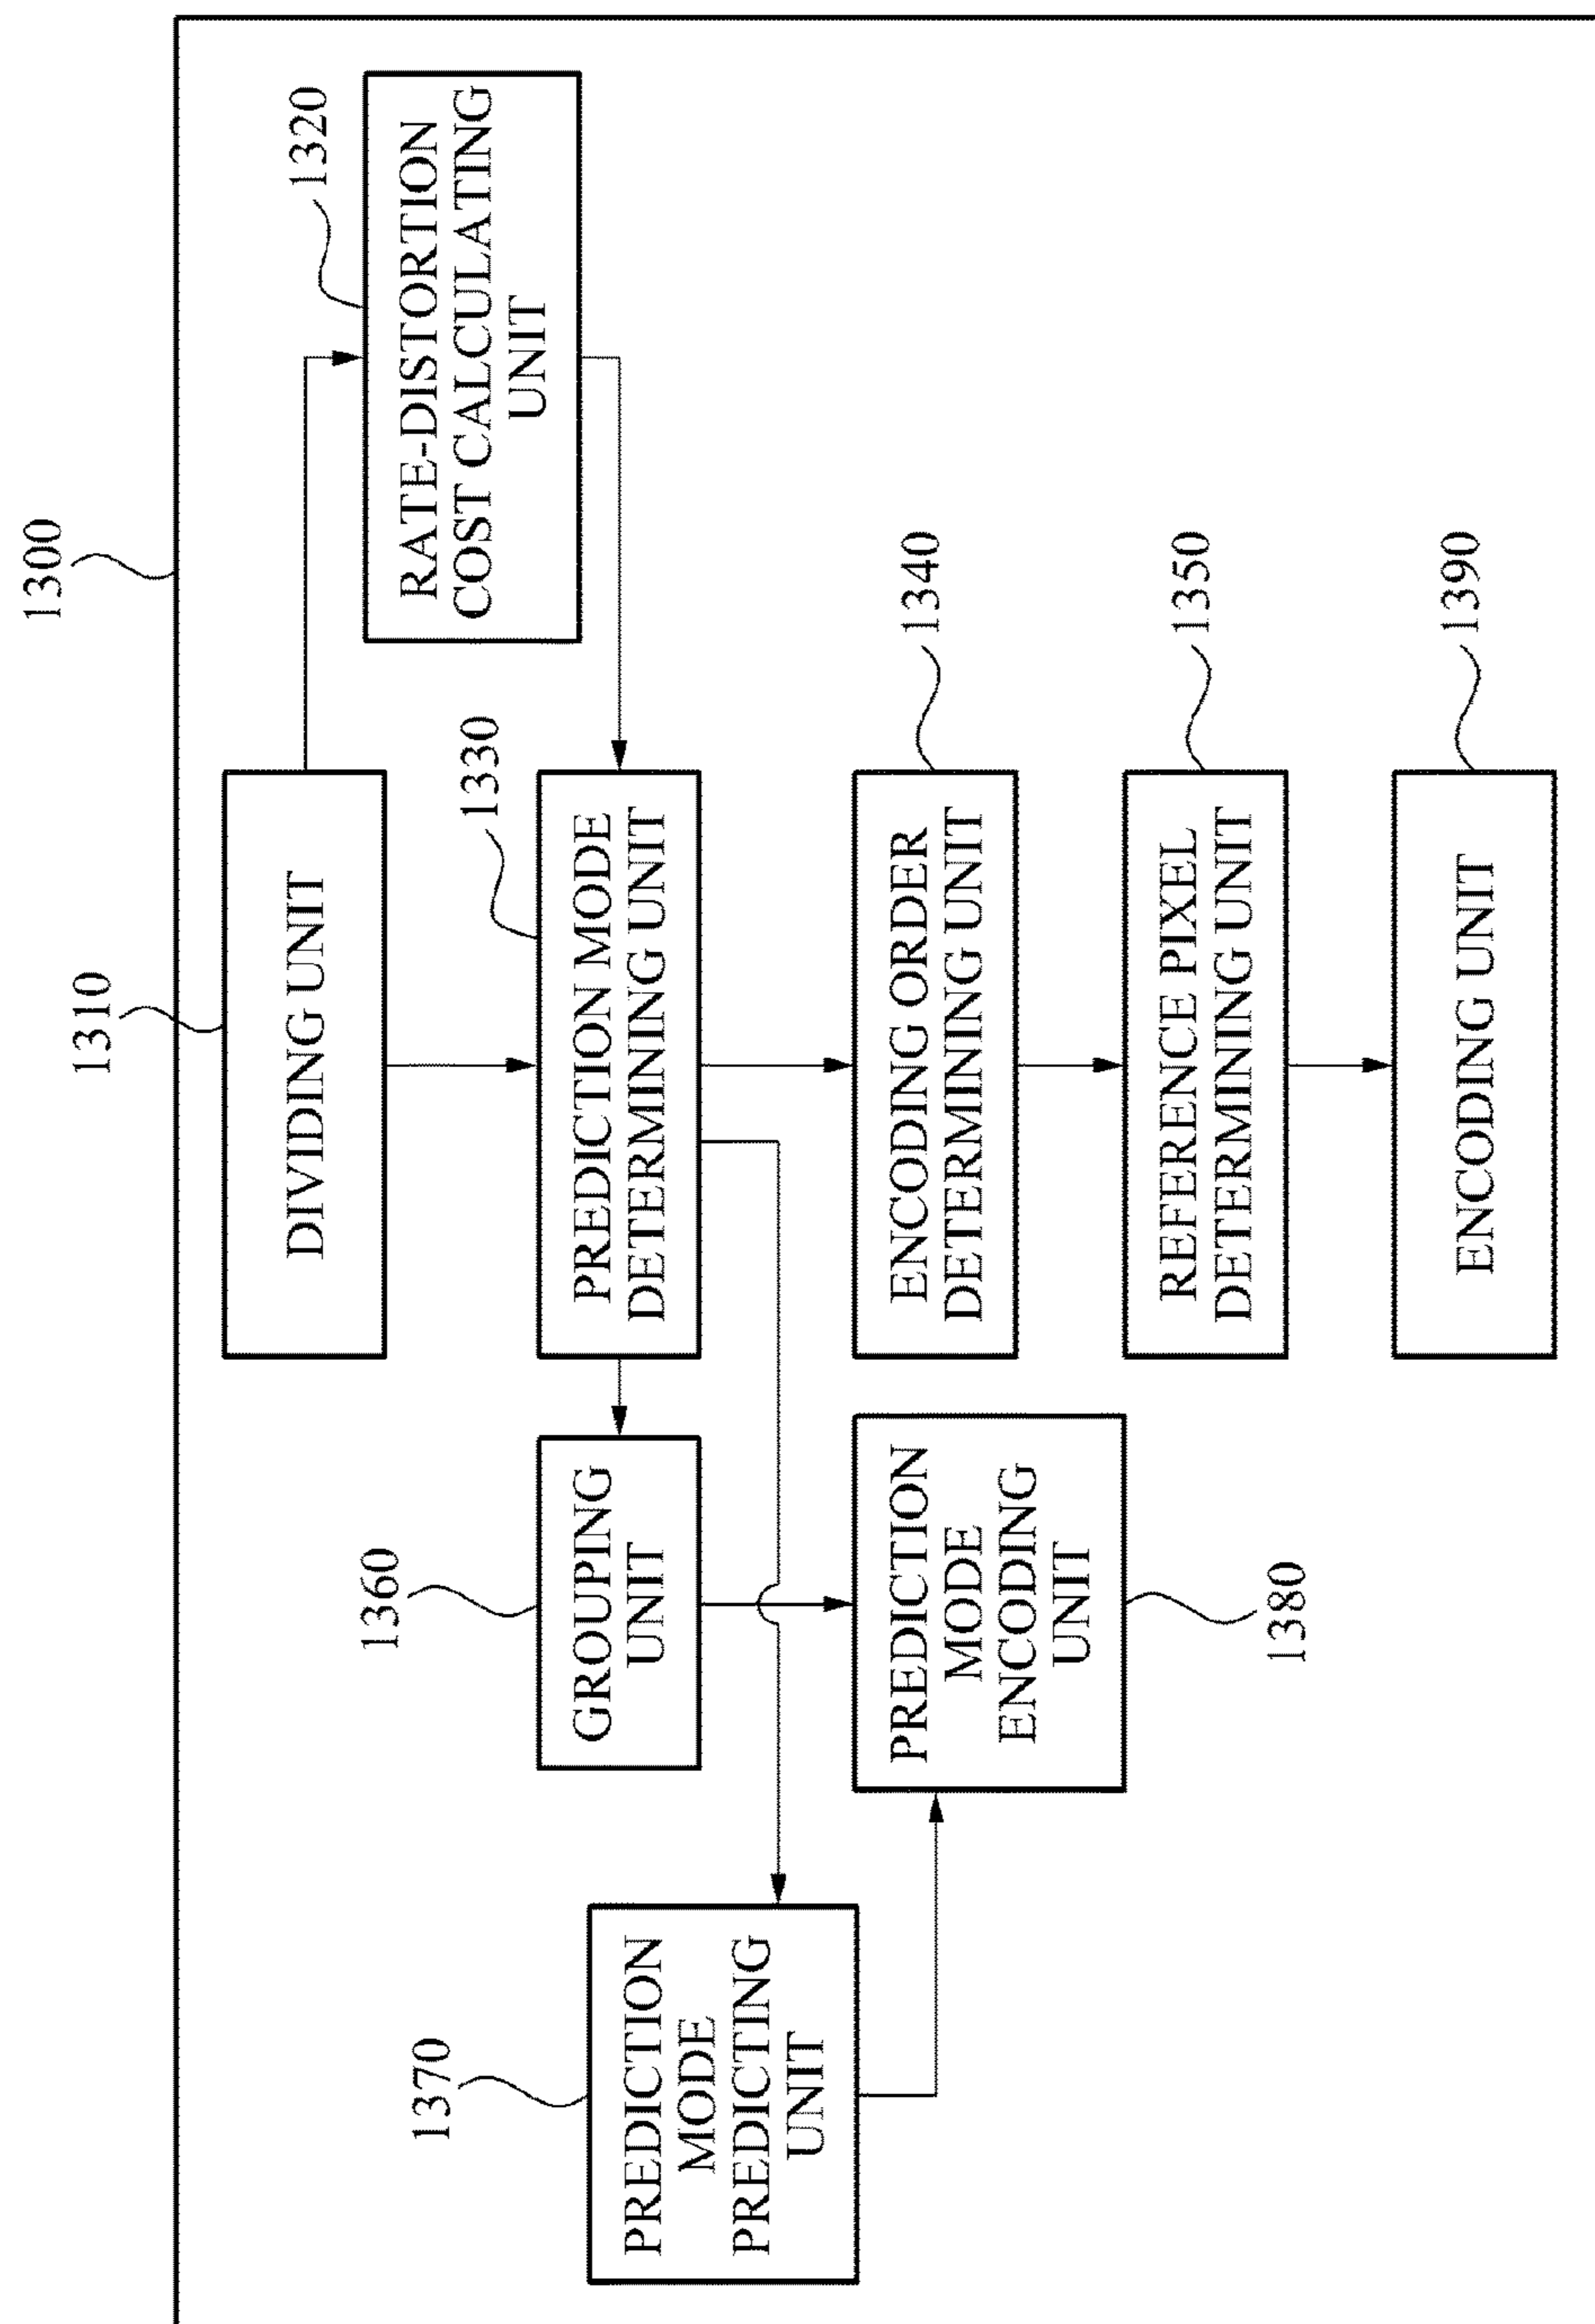 1300
1310
DIVIDING UNIT
1320
RATE-DISTORTION
COST CALCULATING
UNIT
1330
PREDICTION MODE
DETERMINING UNIT
1360
GROUPING
UNIT
1370
PREDICTION
MODE
PREDICTING
UNIT
PREDICTION
MODE
ENCODING
UNIT
1380
1340
ENCODING ORDER
DETERMINING UNIT
1350
REFERENCE PIXEL
DETERMINING UNIT
1390
ENCODING UNIT